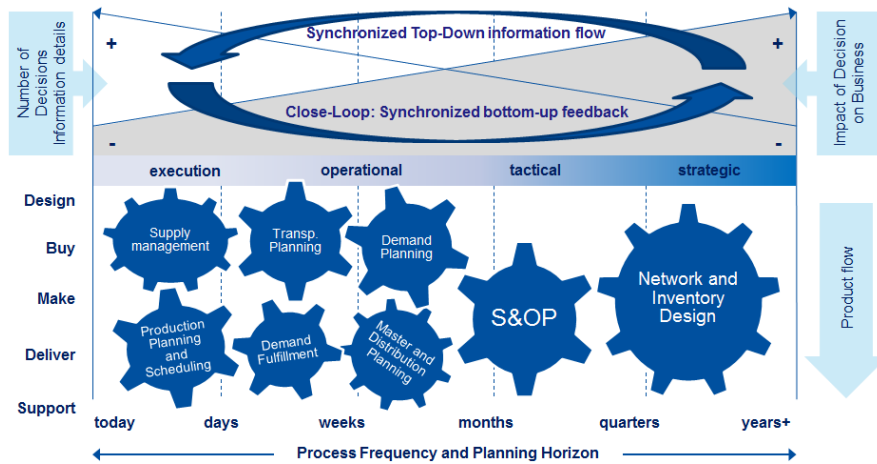 Number of
Decisions
Information details
+
-
Synchronized Top-Down information flow
Close-Loop: Synchronized bottom-up feedback
+
-
Impact of Decision
on Business
execution
operational
tactical
strategic
Design
Buy
Make
Deliver
Support
Supply
management
Transp.
Planning
Demand
Planning
Production
Planning
and
Scheduling
Demand
Fulfillment
Master and
Distribution
Planning
S&OP
Network and
Inventory
Design
Product flow
today
days
weeks
months
quarters
years+
Process Frequency and Planning Horizon